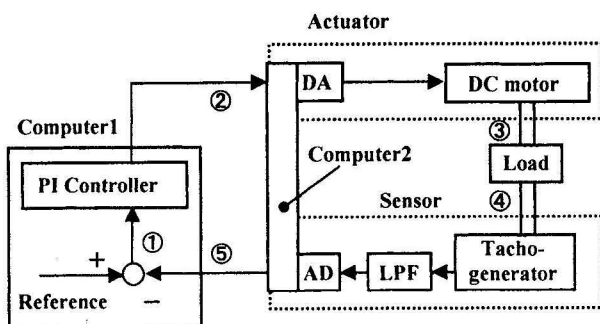 Actuator
DA
DC motor
②
Computer1
③
Computer2
Load
PI Controller
Sensor
④
①
⑤
+
Tacho-
generator
AD
LPF
Reference
−